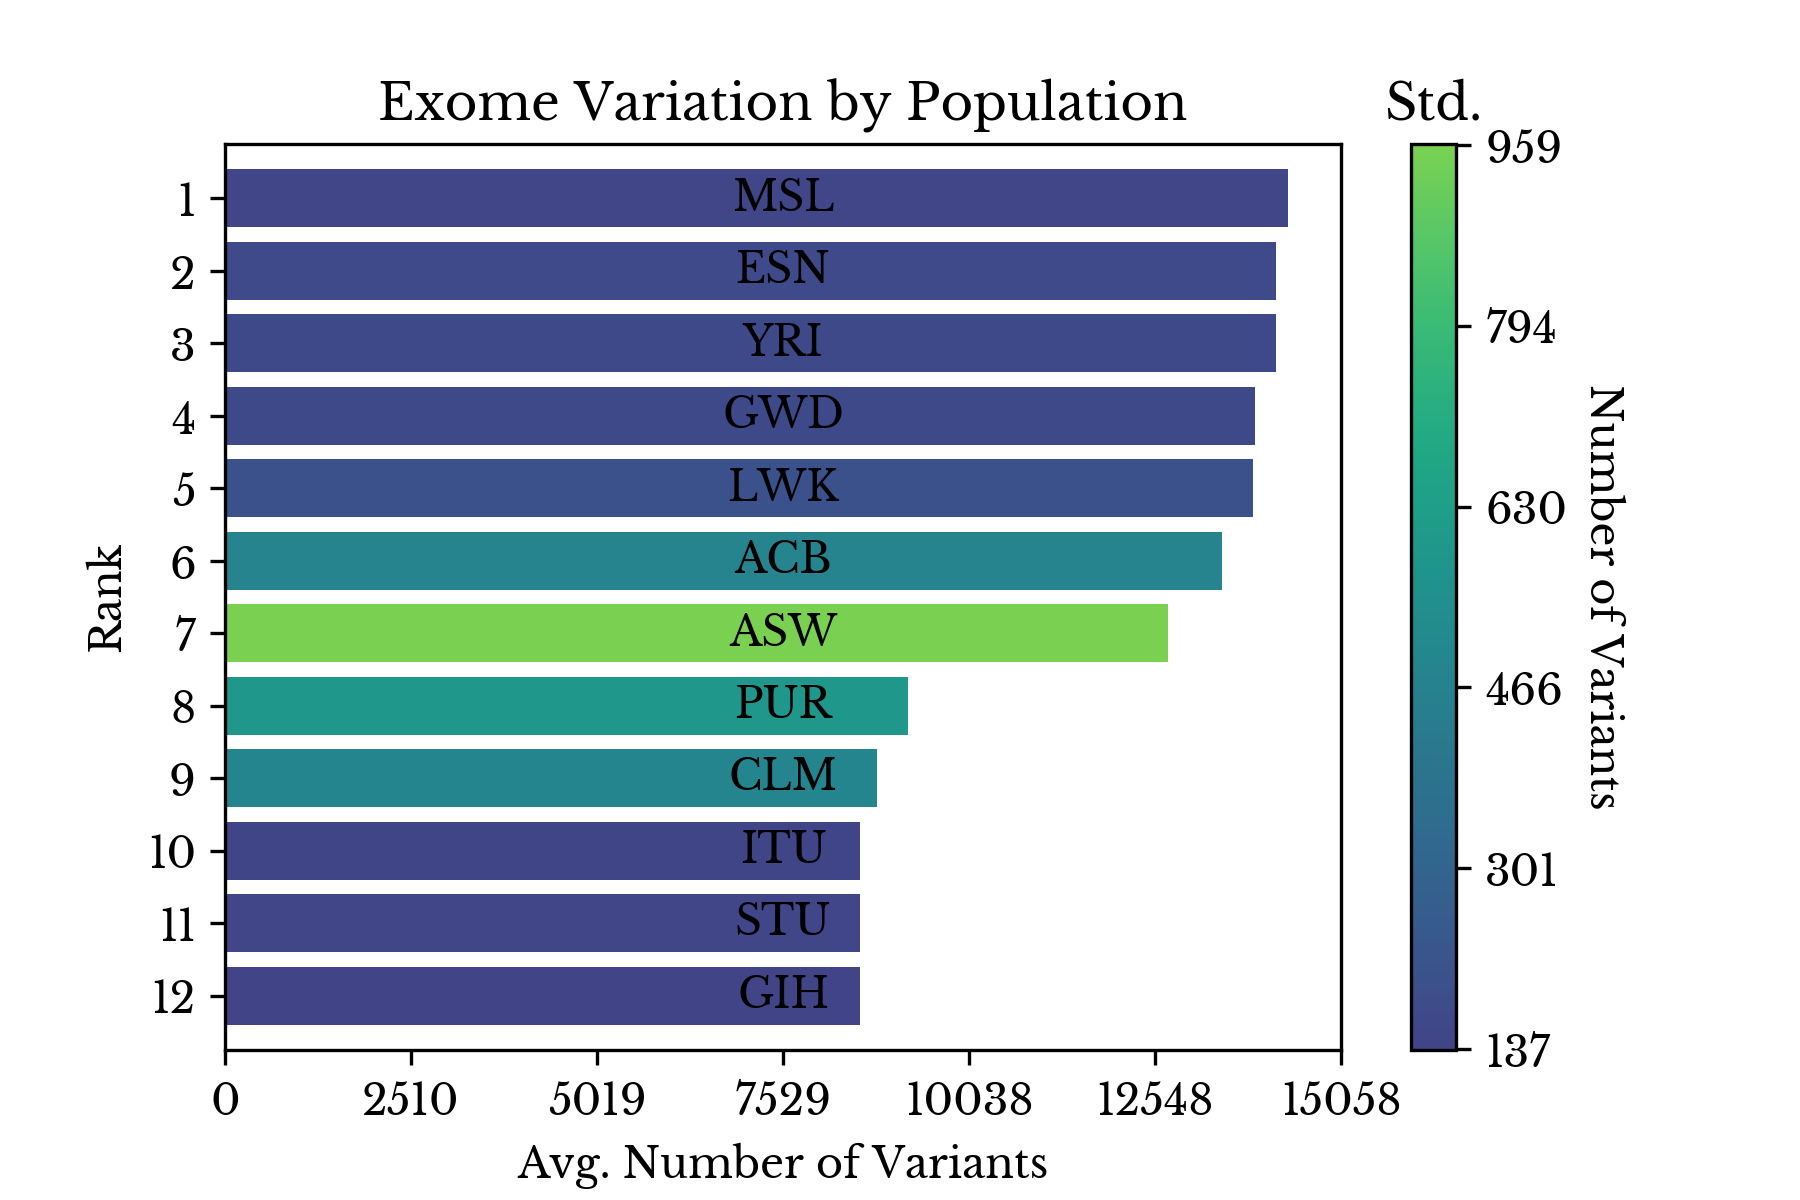 Exome Variation by Population
Std.
Rank
1 MSL
2 ESN
3 YRI
4 GWD
5 LWK
6 ACB
7 ASW
8 PUR
9 CLM
10 ITU
11 STU
12 GIH
0 2510 5019 7529 10038 12548 15058
Avg. Number of Variants
959
794
630
466
301
137
Number of Variants